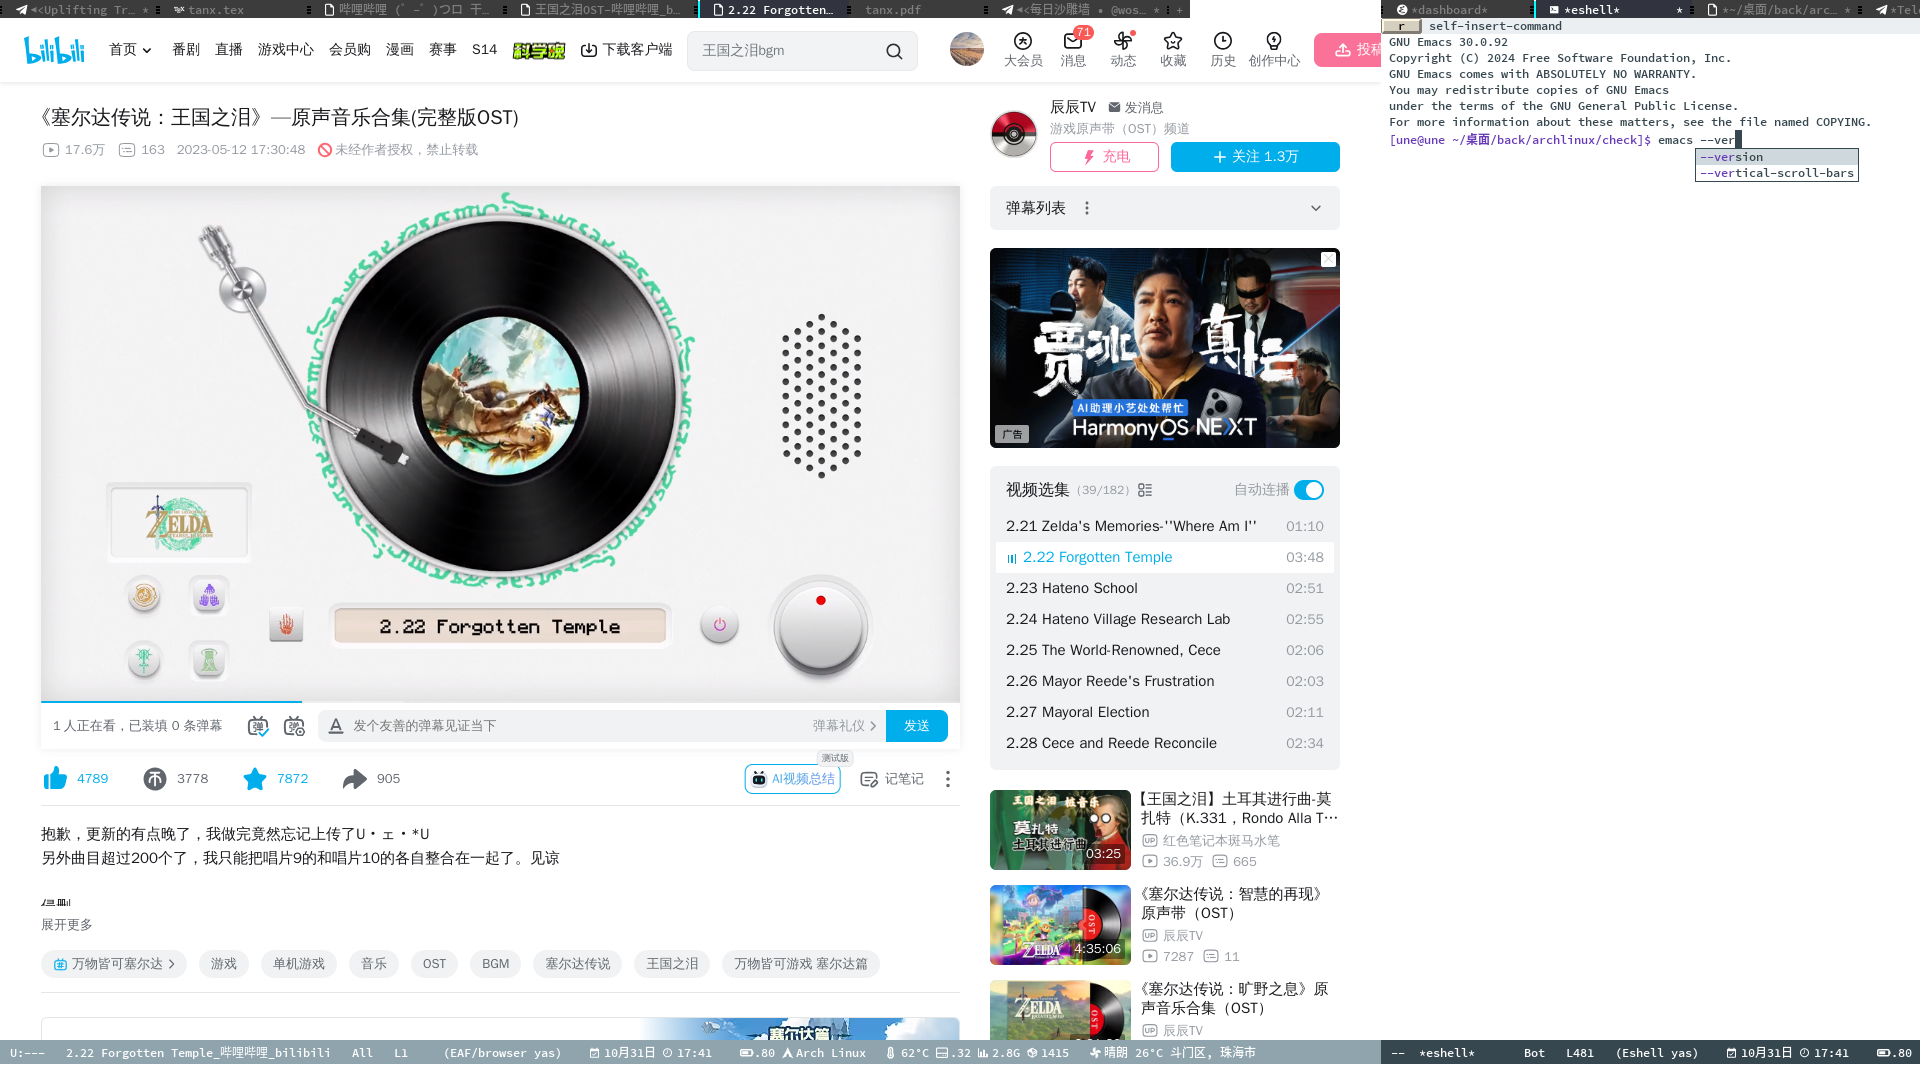 <Uplifting Tr… *
tanx.tex
哔哩哔哩 (゜-゜)つロ 干…
王国之泪OST-哔哩哔哩_b…
2.22 Forgotten…
tanx.pdf
<每日沙雕墙 • @wos… *
*dashboard*
*eshell* *
*~/桌面/back/arc… *
*Tel
bilibili
首页
番剧
直播
游戏中心
会员购
漫画
赛事
S14
科学哦
下载客户端
王国之泪bgm
大会员
71
消息
动态
收藏
历史
创作中心
投稿
r self-insert-command
GNU Emacs 30.0.92
Copyright (C) 2024 Free Software Foundation, Inc.
GNU Emacs comes with ABSOLUTELY NO WARRANTY.
You may redistribute copies of GNU Emacs
under the terms of the GNU General Public License.
For more information about these matters, see the file named COPYING.
[une@une ~/桌面/back/archlinux/check]$ emacs --ver
--version
--vertical-scroll-bars
《塞尔达传说：王国之泪》—原声音乐合集(完整版OST)
17.6万 163 2023-05-12 17:30:48 未经作者授权，禁止转载
辰辰TV 发消息
游戏原声带（OST）频道
充电
关注 1.3万
弹幕列表
ZELDA
2.22 Forgotten Temple
贾冰 真
AI助理小艺处处帮忙
HarmonyOS NEXT
广告
视频选集（39/182）
自动连播
2.21 Zelda's Memories-''Where Am I'' 01:10
2.22 Forgotten Temple 03:48
2.23 Hateno School 02:51
2.24 Hateno Village Research Lab 02:55
2.25 The World-Renowned, Cece 02:06
2.26 Mayor Reede's Frustration 02:03
2.27 Mayoral Election 02:11
2.28 Cece and Reede Reconcile 02:34
1 人正在看，已装填 0 条弹幕
发个友善的弹幕见证当下
弹幕礼仪
发送
4789
3778
7872
905
测试版
AI视频总结
记笔记
抱歉，更新的有点晚了，我做完竟然忘记上传了U・ェ・*U
另外曲目超过200个了，我只能把唱片9的和唱片10的各自整合在一起了。见谅
侵删
展开更多
万物皆可塞尔达
游戏
单机游戏
音乐
OST
BGM
塞尔达传说
王国之泪
万物皆可游戏 塞尔达篇
塞尔达篇
王国之泪 桩音乐
莫扎特
土耳其进行曲
03:25
【王国之泪】土耳其进行曲-莫
扎特（K.331，Rondo Alla T…
红色笔记本斑马水笔
36.9万 665
ZELDA
OST
4:35:06
《塞尔达传说：智慧的再现》
原声带（OST）
辰辰TV
7287 11
ZELDA
OST
《塞尔达传说：旷野之息》原
声音乐合集（OST）
辰辰TV
U:--- 2.22 Forgotten Temple_哔哩哔哩_bilibili All L1 (EAF/browser yas) 10月31日 17:41 .80 Arch Linux 62°C .32 2.8G 1415 晴朗 26°C 斗门区, 珠海市
-- *eshell* Bot L481 (Eshell yas) 10月31日 17:41 .80